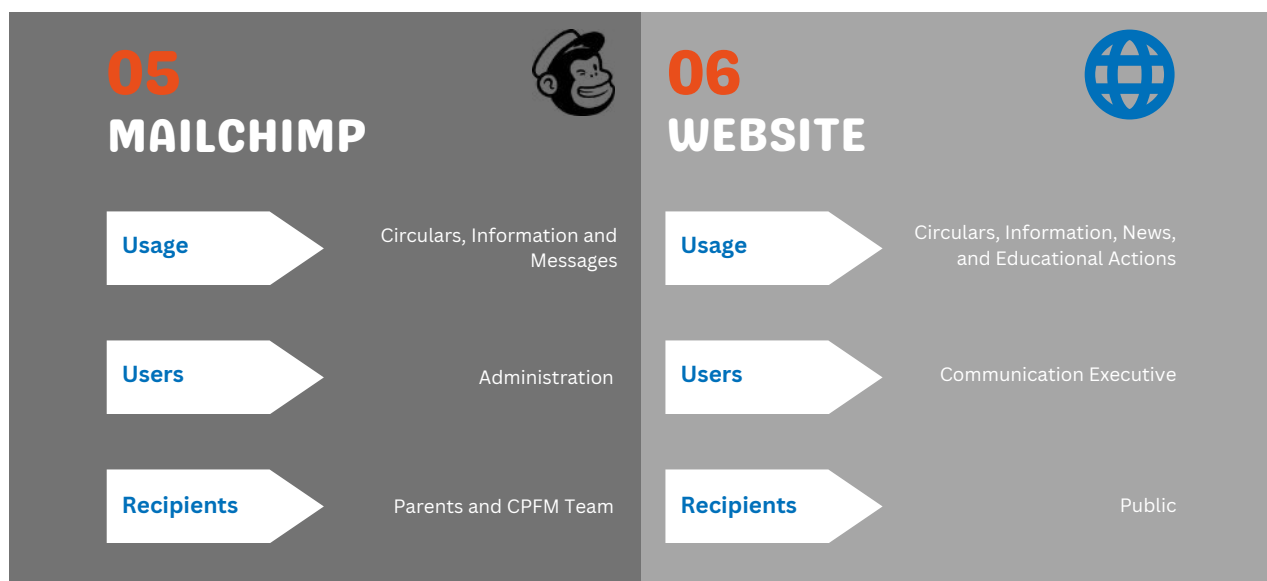 05
MAILCHIMP
Usage
Circulars, Information and
Messages
Users
Administration
Recipients
Parents and CPFM Team
06
WEBSITE
Usage
Circulars, Information, News,
and Educational Actions
Users
Communication Executive
Recipients
Public